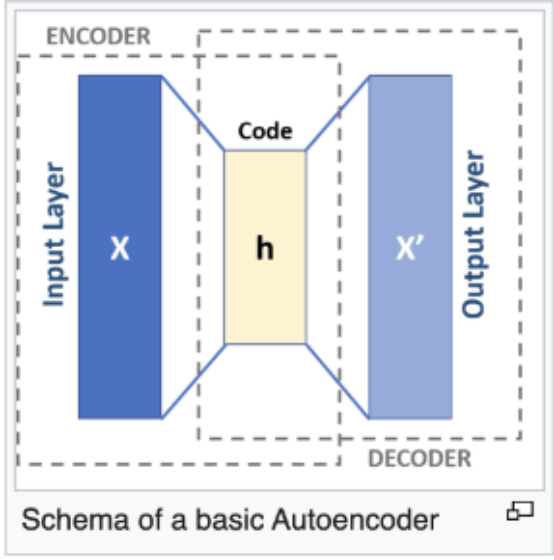 ENCODER
Code
Input Layer
X
h
X’
Output Layer
DECODER
Schema of a basic Autoencoder